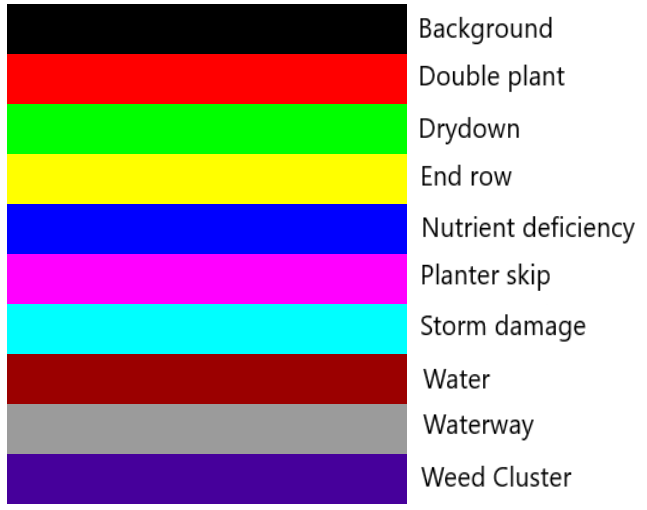 Background
Double plant
Drydown
End row
Nutrient deficiency
Planter skip
Storm damage
Water
Waterway
Weed Cluster